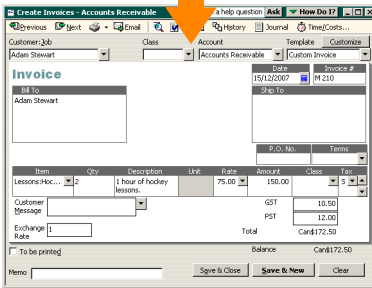 Create Invoices - Accounts Receivable
a help question Ask How Do I?
Previous Next Email History Journal Time/Costs...
Customer:Job Class Account Template Customize
Adam Stewart Accounts Receivable Custom Invoice
Invoice
Date Invoice #
15/12/2007 M 210
Bill To Ship To
Adam Stewart
P.O. No. Terms
Item Qty Description Unit Rate Amount Class Tax
Lessons:Hoc... 2 1 hour of hockey lessons. 75.00 150.00 S
Customer Message GST 10.50
PST 12.00
Exchange Rate 1 Total Can$172.50
To be printed Balance Can$172.50
Memo Save & Close Save & New Clear